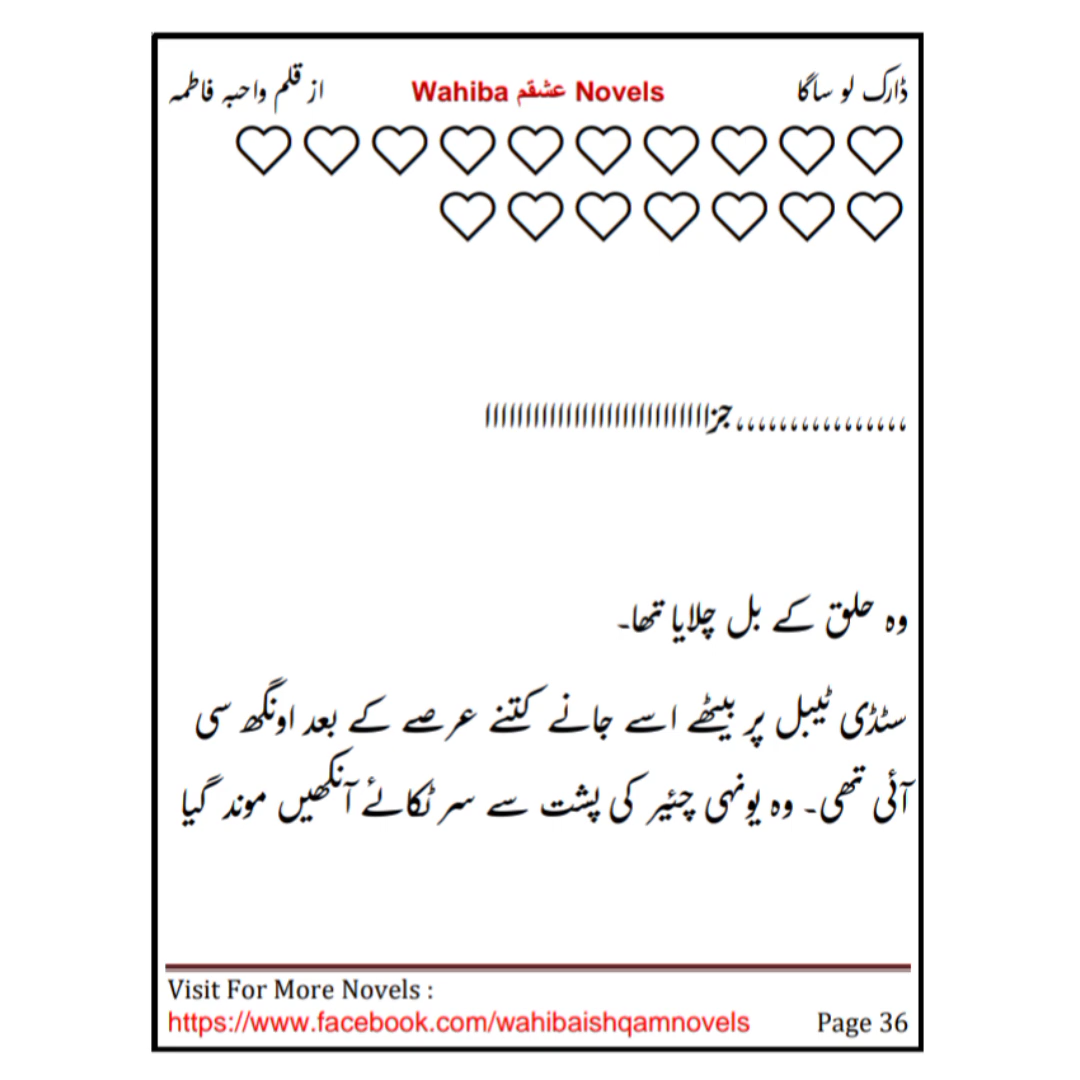 ڈارک لو ساگا Wahiba عشقم Novels از قلم واحبہ فاطمہ
♡♡♡♡♡♡♡♡♡♡
♡♡♡♡♡♡♡
،،،،،،،،،،،،،،،، جزاااااااااااااااااااااااااااا
وہ حلق کے بل چلایا تھا۔
سٹڈی ٹیبل پر بیٹھے اسے جانے کتنے عرصے کے بعد اونگھ سی
آئی تھی۔ وہ یونہی چئیر کی پشت سے سر ٹکائے آنکھیں موند گیا
Visit For More Novels :
https://www.facebook.com/wahibaishqamnovels Page 36